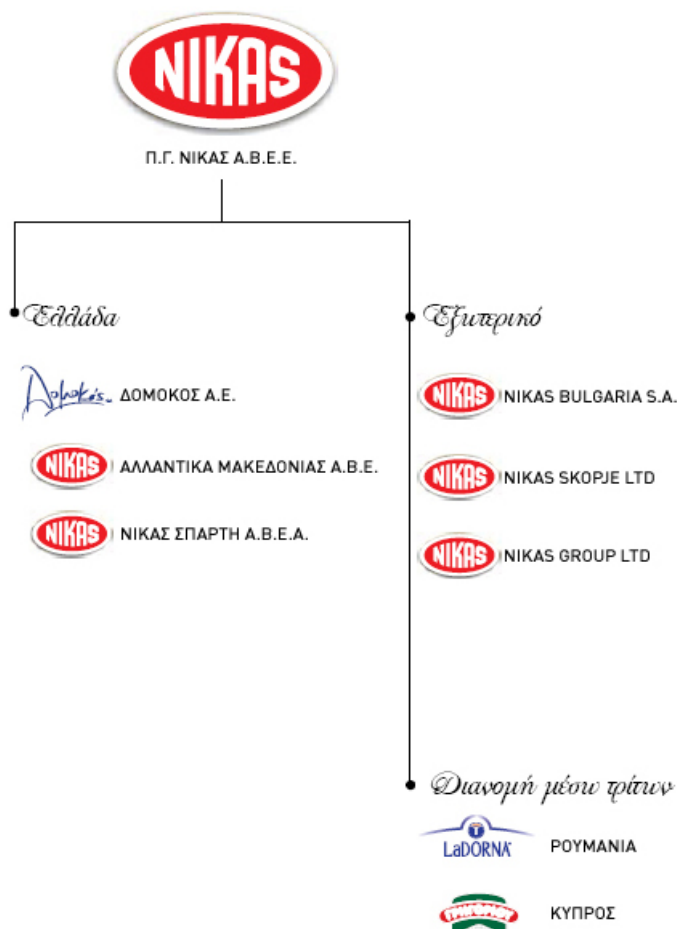 NIKAS
Π.Γ. ΝΙΚΑΣ Α.Β.Ε.Ε.
Ελλάδα
Δομοκός ΔΟΜΟΚΟΣ Α.Ε.
NIKAS ΑΛΛΑΝΤΙΚΑ ΜΑΚΕΔΟΝΙΑΣ Α.Β.Ε.
NIKAS ΝΙΚΑΣ ΣΠΑΡΤΗ Α.Β.Ε.Α.
Εξωτερικό
NIKAS NIKAS BULGARIA S.A.
NIKAS NIKAS SKOPJE LTD
NIKAS NIKAS GROUP LTD
Διανομή μέσω τρίτων
LaDORNA ΡΟΥΜΑΝΙΑ
ΚΥΠΡΟΣ